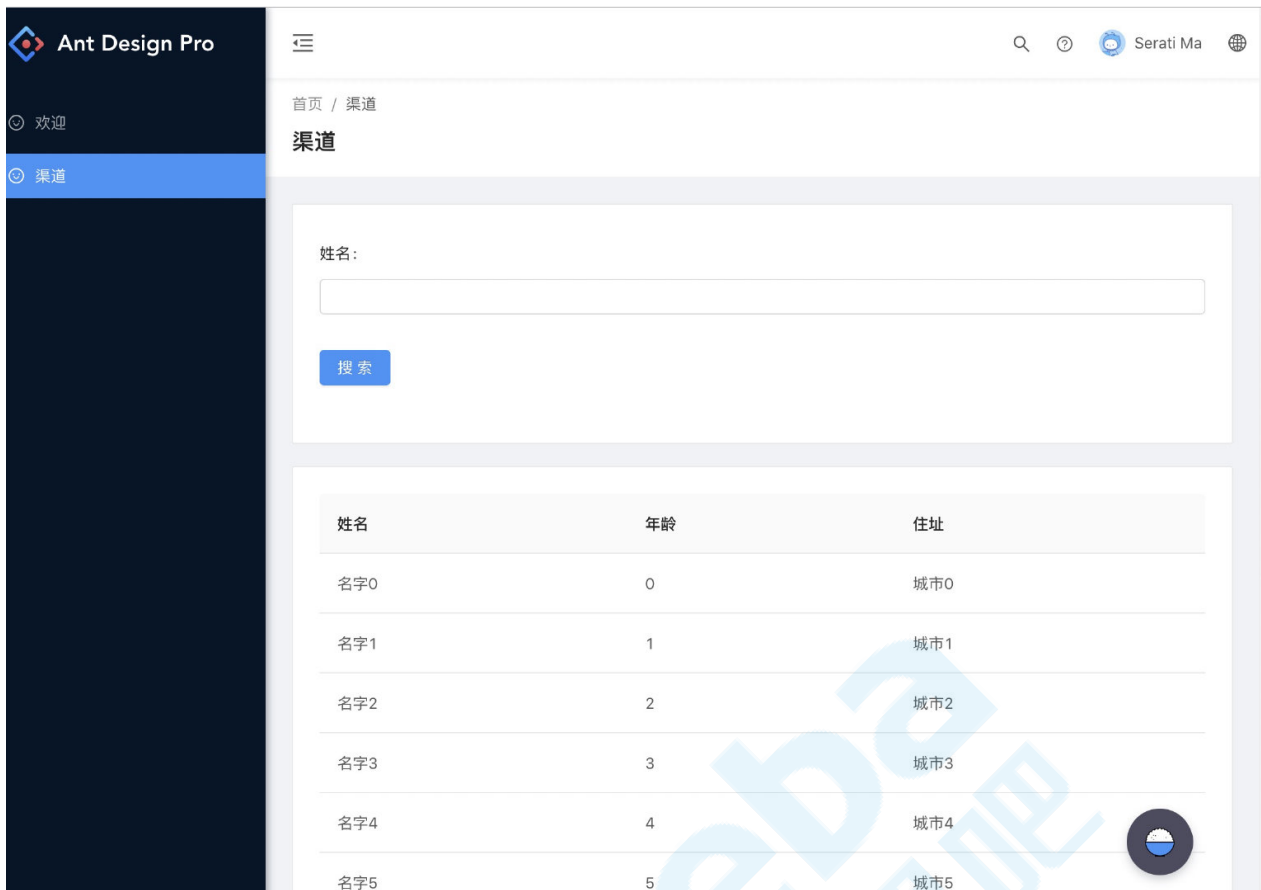 Ant Design Pro
Serati Ma
欢迎
渠道
首页 / 渠道
渠道
姓名：
搜 索
姓名 年龄 住址
名字0 0 城市0
名字1 1 城市1
名字2 2 城市2
名字3 3 城市3
名字4 4 城市4
名字5 5 城市5
eba
吧